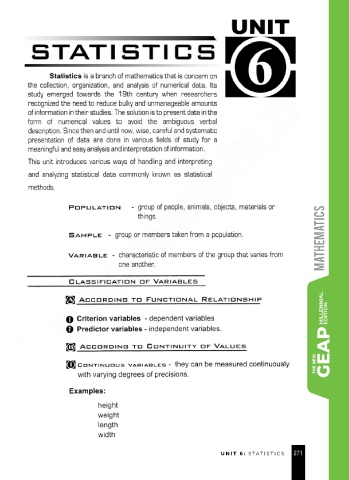 UNIT
6
STATISTICS
Statistics is a branch of mathematics that is concern on
the collection, organization, and analysis of numerical data. Its
study emerged towards the 19th century when researchers
recognized the need to reduce bulky and unmanageable amounts
of information in their studies. The solution is to present data in the
form of numerical values to avoid the ambiguous verbal
description. Since then and until now, wise, careful and systematic
presentation of data are done in various fields of study for a
meaningful and easy analysis and interpretation of information.
This unit introduces various ways of handling and interpreting
and analyzing statistical data commonly known as statistical
methods.
POPULATION - group of people, animals, objects, materials or
things.
SAMPLE - group or members taken from a population.
VARIABLE - characteristic of members of the group that varies from
one another.
CLASSIFICATION OF VARIABLES
(A) ACCORDING TO FUNCTIONAL RELATIONSHIP
1 Criterion variables - dependent variables
2 Predictor variables - independent variables.
(B) ACCORDING TO CONTINUITY OF VALUES
CONTINUOUS VARIABLES - they can be measured continuously
with varying degrees of precisions.
Examples:
height
weight
length
width
UNIT 6: STATISTICS 271
MATHEMATICS
THE NEW
GEAP MILLENNIAL
EDITION